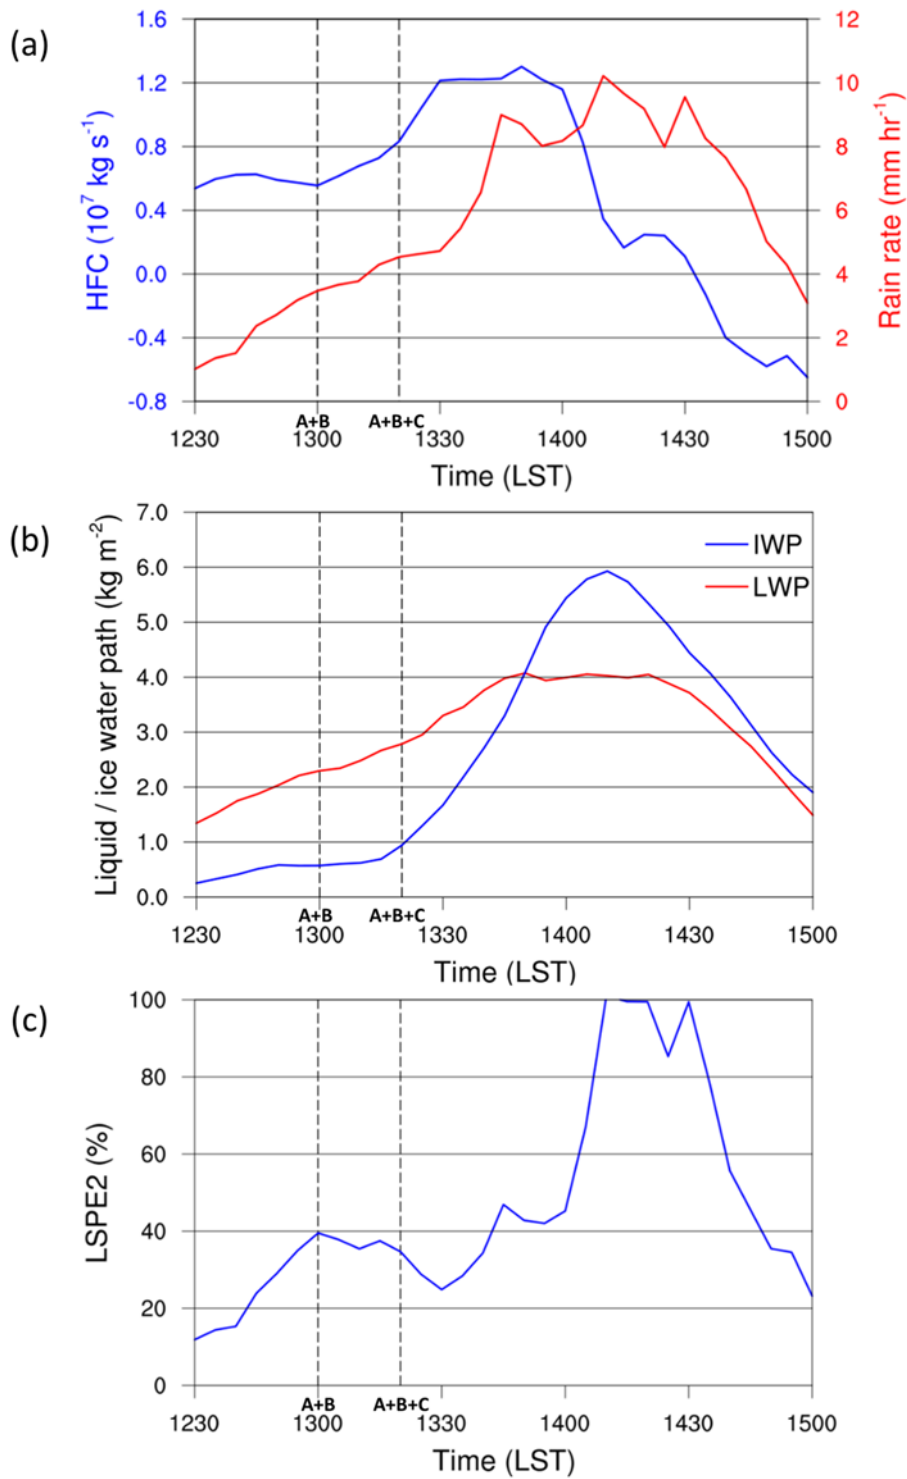 (a)
1.6
1.2
0.8
0.4
0.0
-0.4
-0.8
HFC (10⁷ kg s⁻¹)
12
10
8
6
4
2
0
Rain rate (mm hr⁻¹)
A+B A+B+C
1230 1300 1330 1400 1430 1500
Time (LST)
(b)
7.0
6.0
5.0
4.0
3.0
2.0
1.0
0.0
Liquid / ice water path (kg m⁻²)
IWP
LWP
A+B A+B+C
1230 1300 1330 1400 1430 1500
Time (LST)
(c)
100
80
60
40
20
0
LSPE2 (%)
A+B A+B+C
1230 1300 1330 1400 1430 1500
Time (LST)